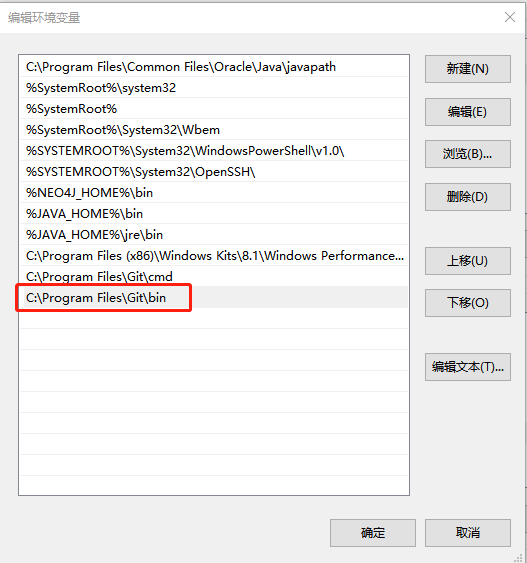 编辑环境变量
C:\Program Files\Common Files\Oracle\Java\javapath
%SystemRoot%\system32
%SystemRoot%
%SystemRoot%\System32\Wbem
%SYSTEMROOT%\System32\WindowsPowerShell\v1.0\
%SYSTEMROOT%\System32\OpenSSH\
%NEO4J_HOME%\bin
%JAVA_HOME%\bin
%JAVA_HOME%\jre\bin
C:\Program Files (x86)\Windows Kits\8.1\Windows Performance...
C:\Program Files\Git\cmd
C:\Program Files\Git\bin
新建(N)
编辑(E)
浏览(B)...
删除(D)
上移(U)
下移(O)
编辑文本(T)...
确定
取消